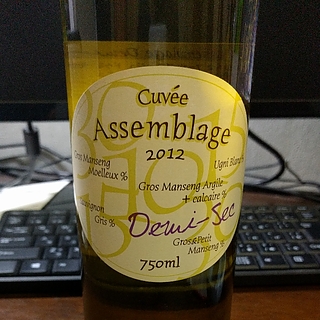 Cuvée
Assemblage
2012
Gros Manseng
Moelleux %
Ugni Blanc
Gros Manseng Argile
+ calcaire %
Sauvignon
Gris %
Demi-Sec
Gros&Petit
Manseng %
750ml